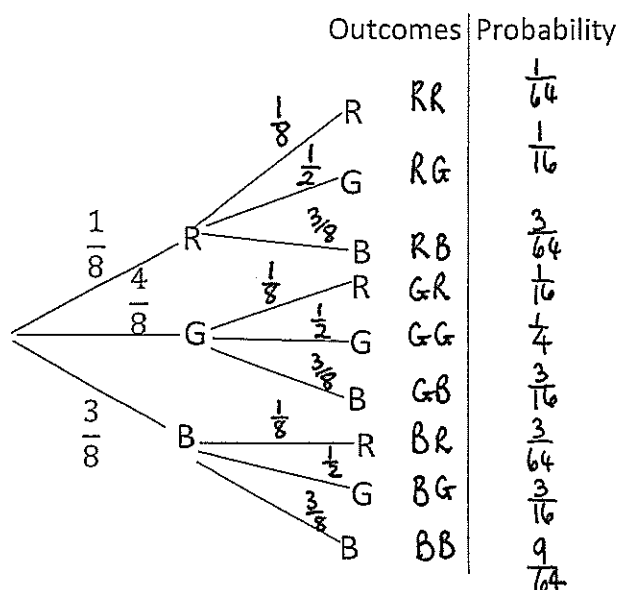 Outcomes Probability
1/8 R RR 1/64
1/2 G RG 1/16
1/8 R 3/8 B RB 3/64
1/8 R GR 1/16
4/8 G 1/2 G GG 1/4
3/8 B GB 3/16
3/8 B 1/8 R BR 3/64
1/2 G BG 3/16
3/8 B BB 9/64